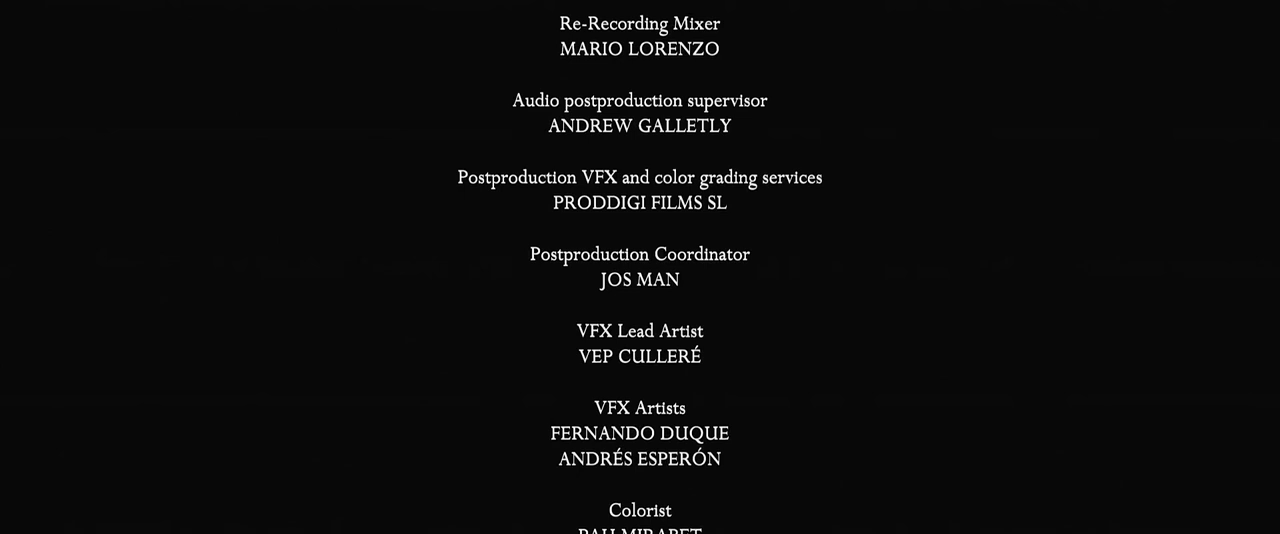 Re-Recording Mixer
MARIO LORENZO
Audio postproduction supervisor
ANDREW GALLETLY
Postproduction VFX and color grading services
PRODDIGI FILMS SL
Postproduction Coordinator
JOS MAN
VFX Lead Artist
VEP CULLERÉ
VFX Artists
FERNANDO DUQUE
ANDRÉS ESPERÓN
Colorist